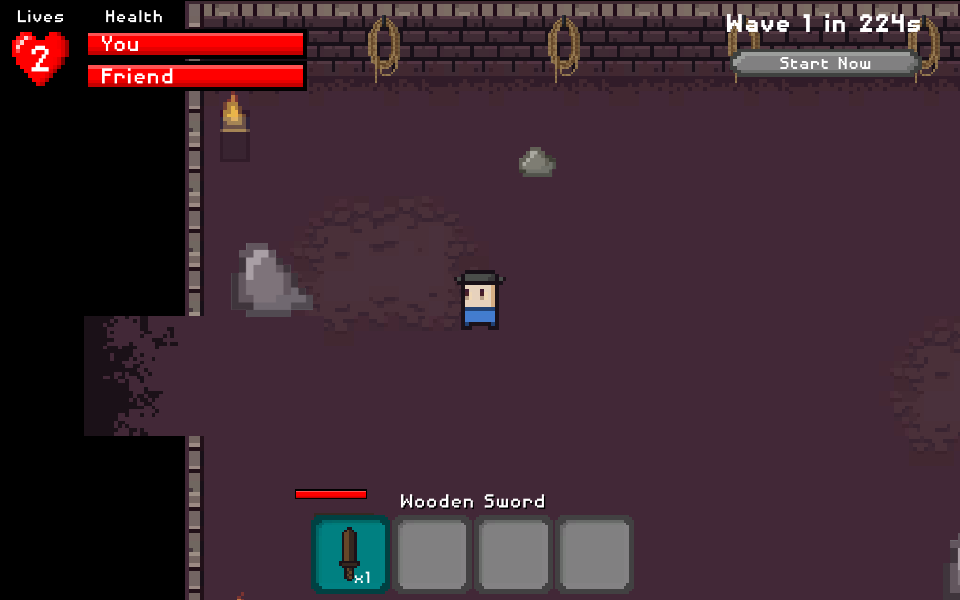 Lives
Health
2
You
Friend
Wave 1 in 224s
Start Now
Wooden Sword
x1